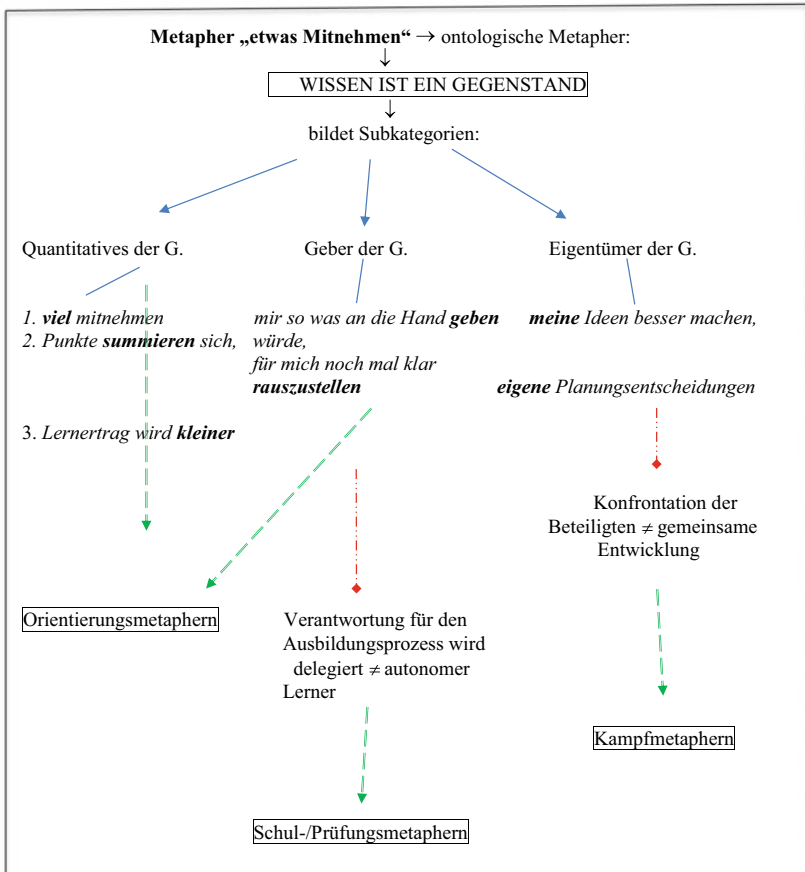 Metapher „etwas Mitnehmen“ → ontologische Metapher:
↓
WISSEN IST EIN GEGENSTAND
↓
bildet Subkategorien:
Quantitatives der G.
1. viel mitnehmen
2. Punkte summieren sich,
3. Lernertrag wird kleiner
Orientierungsmetaphern
Geber der G.
mir so was an die Hand geben
würde,
für mich noch mal klar
rauszustellen
Verantwortung für den
Ausbildungsprozess wird
delegiert ≠ autonomer
Lerner
Schul-/Prüfungsmetaphern
Eigentümer der G.
meine Ideen besser machen,
eigene Planungsentscheidungen
Konfrontation der
Beteiligten ≠ gemeinsame
Entwicklung
Kampfmetaphern